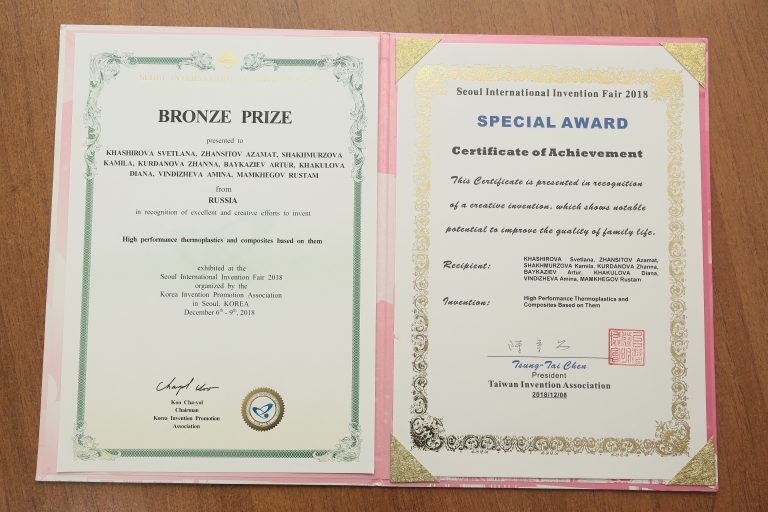 BRONZE PRIZE
presented to
KHASHIROVA SVETLANA, ZHANSITOV AZAMAT, SHAKHMURZOVA
KAMILA, KURDANOVA ZHANNA, BAYKAZIEV ARTUR, KHAKULOVA
DIANA, VINDIZHEVA AMINA, MAMKHEGOV RUSTAM
from
RUSSIA
in recognition of excellent and creative efforts to invent
High performance thermoplastics and composites based on them
exhibited at the
Seoul International Invention Fair 2018
organized by the
Korea Invention Promotion Association
in Seoul, KOREA
December 6th - 9th, 2018
Koo Cha-yol
Chairman
Korea Invention Promotion
Association
Seoul International Invention Fair 2018
SPECIAL AWARD
Certificate of Achievement
This Certificate is presented in recognition
of a creative invention, which shows notable
potential to improve the quality of family life.
Recipient: KHASHIROVA Svetlana, ZHANSITOV Azamat,
SHAKHMURZOVA Kamila, KURDANOVA Zhanna,
BAYKAZIEV Artur, KHAKULOVA Diana,
VINDIZHEVA Amina, MAMKHEGOV Rustam
Invention: High Performance Thermoplastics and
Composites Based on Them
Tsung-Tai Chen
President
Taiwan Invention Association
2018/12/08